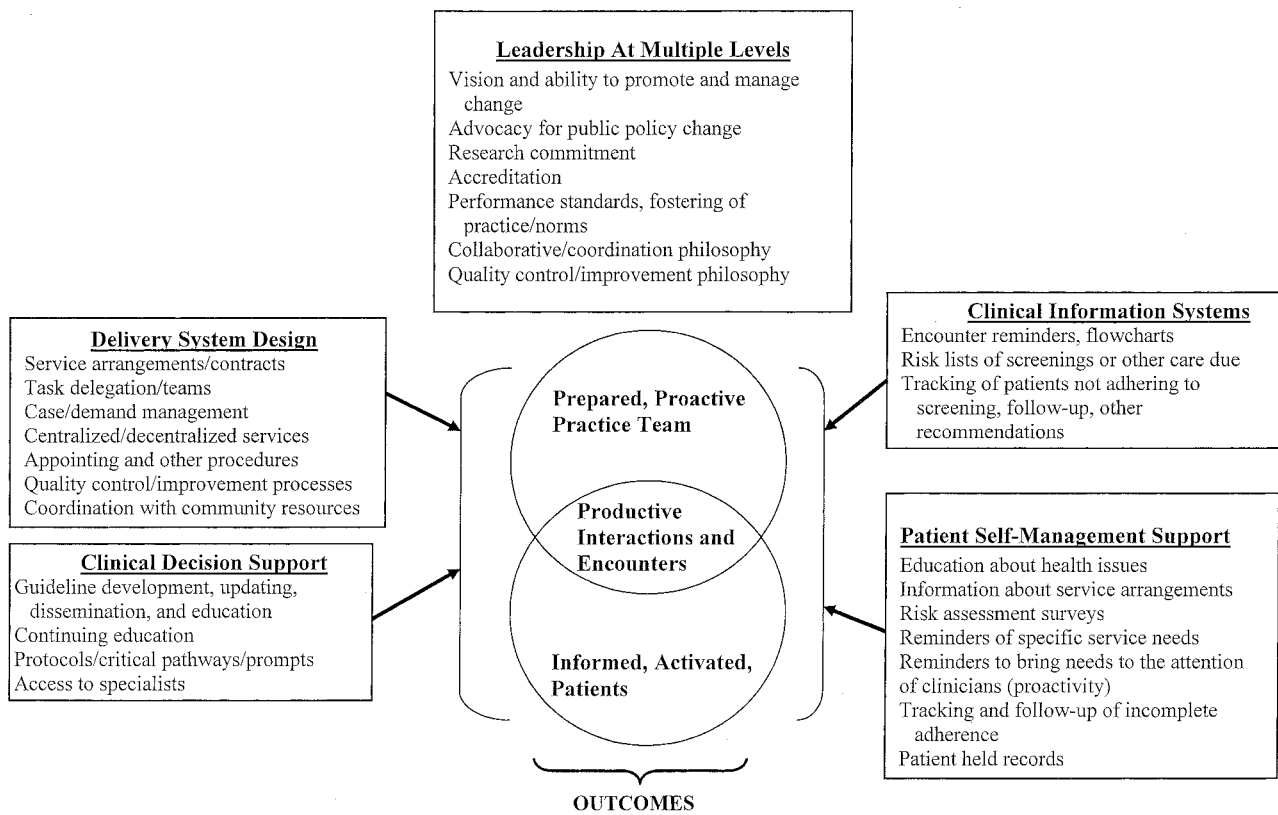 Leadership At Multiple Levels
Vision and ability to promote and manage
change
Advocacy for public policy change
Research commitment
Accreditation
Performance standards, fostering of
practice/norms
Collaborative/coordination philosophy
Quality control/improvement philosophy
Delivery System Design
Service arrangements/contracts
Task delegation/teams
Case/demand management
Centralized/decentralized services
Appointing and other procedures
Quality control/improvement processes
Coordination with community resources
Clinical Decision Support
Guideline development, updating,
dissemination, and education
Continuing education
Protocols/critical pathways/prompts
Access to specialists
Prepared, Proactive
Practice Team
Productive
Interactions and
Encounters
Informed, Activated,
Patients
OUTCOMES
Clinical Information Systems
Encounter reminders, flowcharts
Risk lists of screenings or other care due
Tracking of patients not adhering to
screening, follow-up, other
recommendations
Patient Self-Management Support
Education about health issues
Information about service arrangements
Risk assessment surveys
Reminders of specific service needs
Reminders to bring needs to the attention
of clinicians (proactivity)
Tracking and follow-up of incomplete
adherence
Patient held records